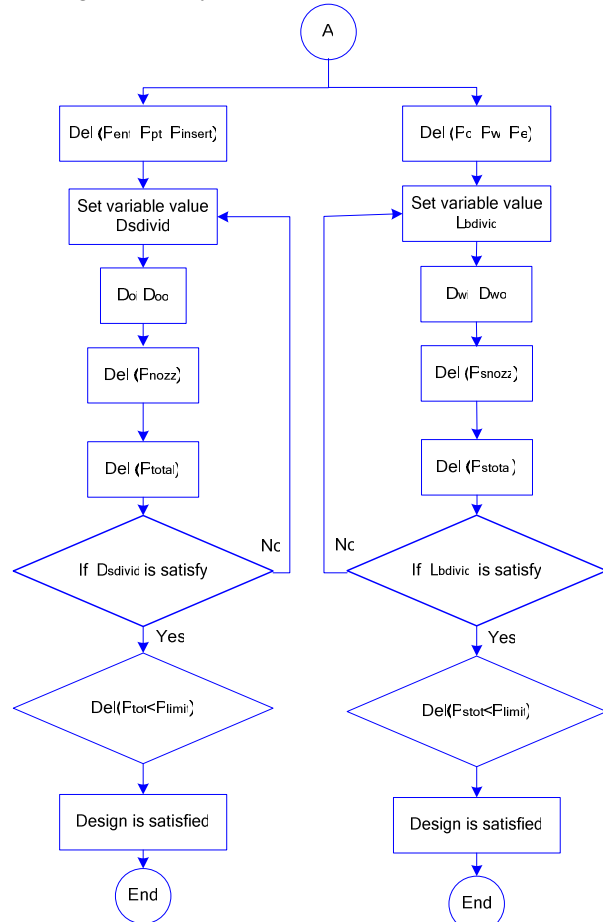 A
Del (Fent Fpt Finsert)
Set variable value
Dsdivid
Doi Doo
Del (Fnozz)
Del (Ftotal)
If Dsdivid is satisfy
No
Yes
Del(Ftot<Flimit)
Design is satisfied
End
Del (Fc Fw Fe)
Set variable value
Lbdivic
Dwi Dwo
Del (Fsnozz)
Del (Fstota)
If Lbdivic is satisfy
No
Yes
Del(Fstot<Flimit)
Design is satisfied
End